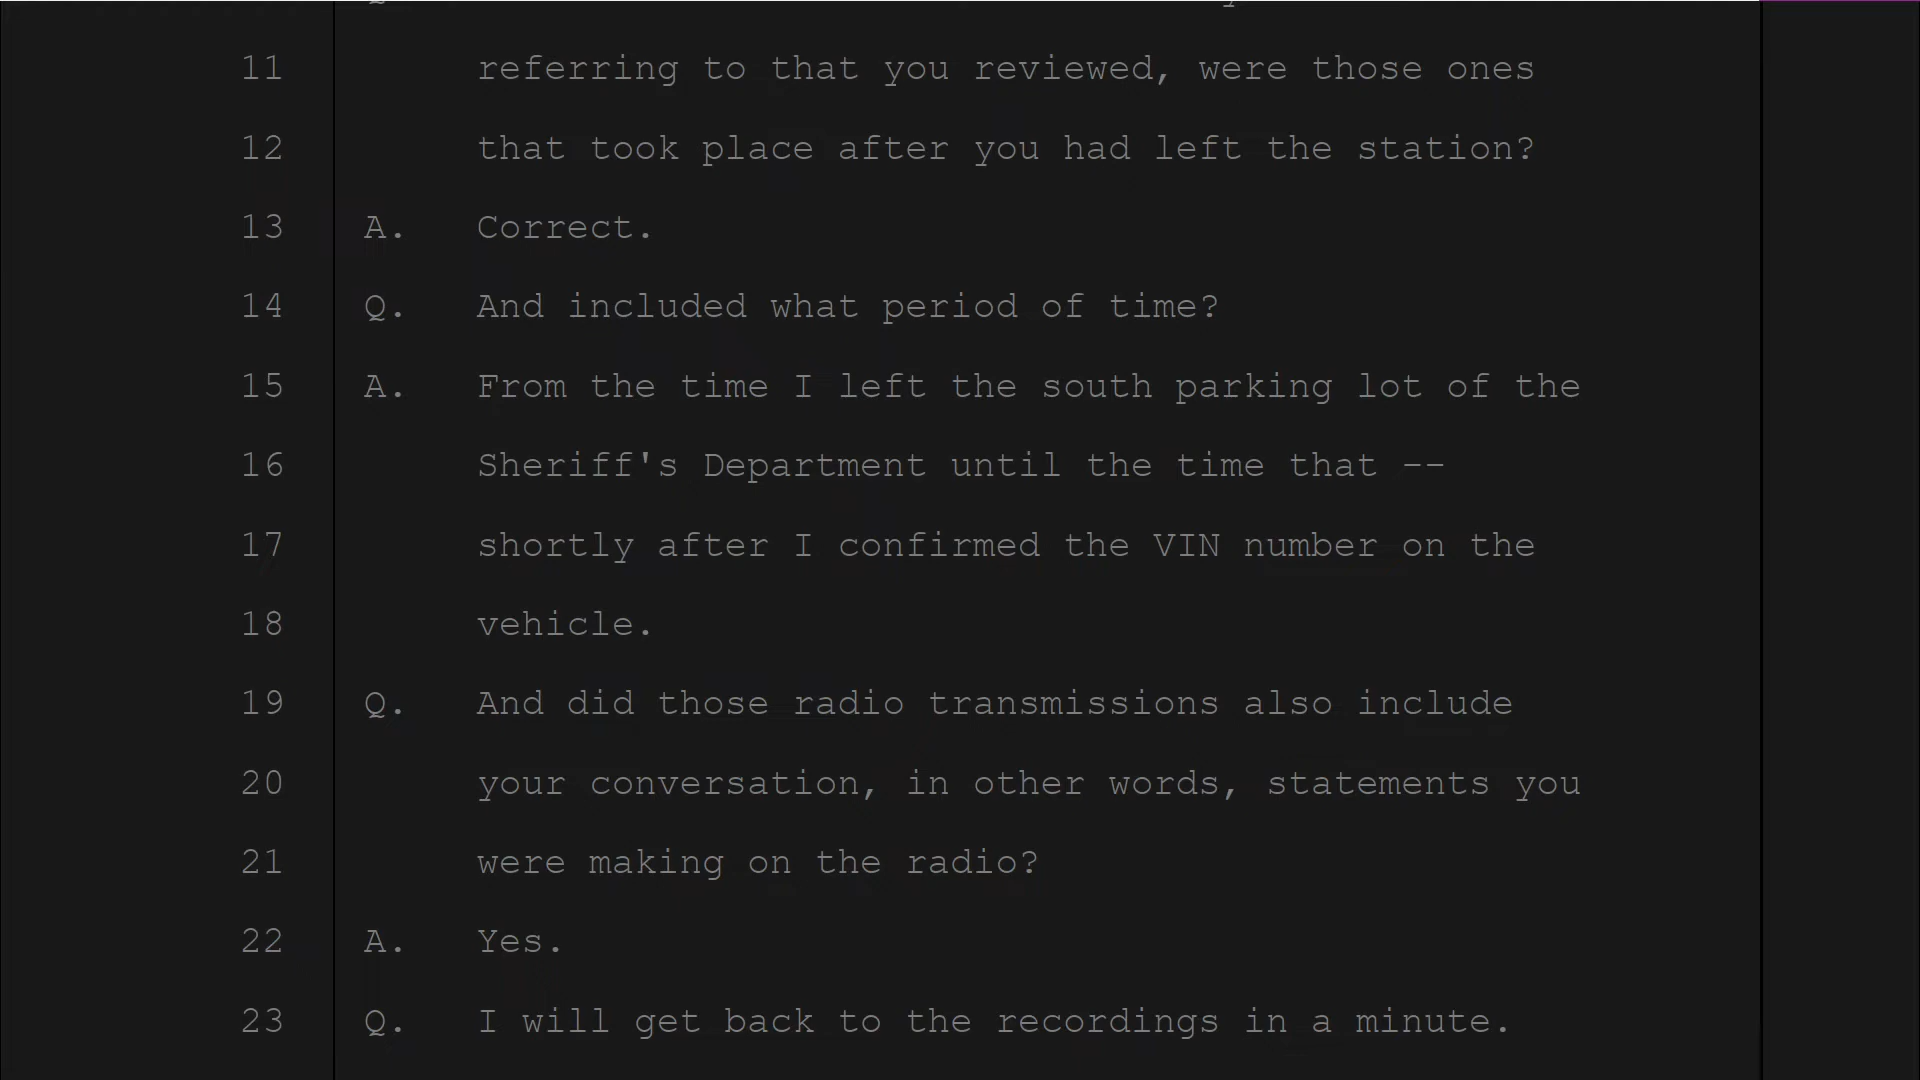 11 referring to that you reviewed, were those ones
12 that took place after you had left the station?
13 A. Correct.
14 Q. And included what period of time?
15 A. From the time I left the south parking lot of the
16 Sheriff's Department until the time that --
17 shortly after I confirmed the VIN number on the
18 vehicle.
19 Q. And did those radio transmissions also include
20 your conversation, in other words, statements you
21 were making on the radio?
22 A. Yes.
23 Q. I will get back to the recordings in a minute.